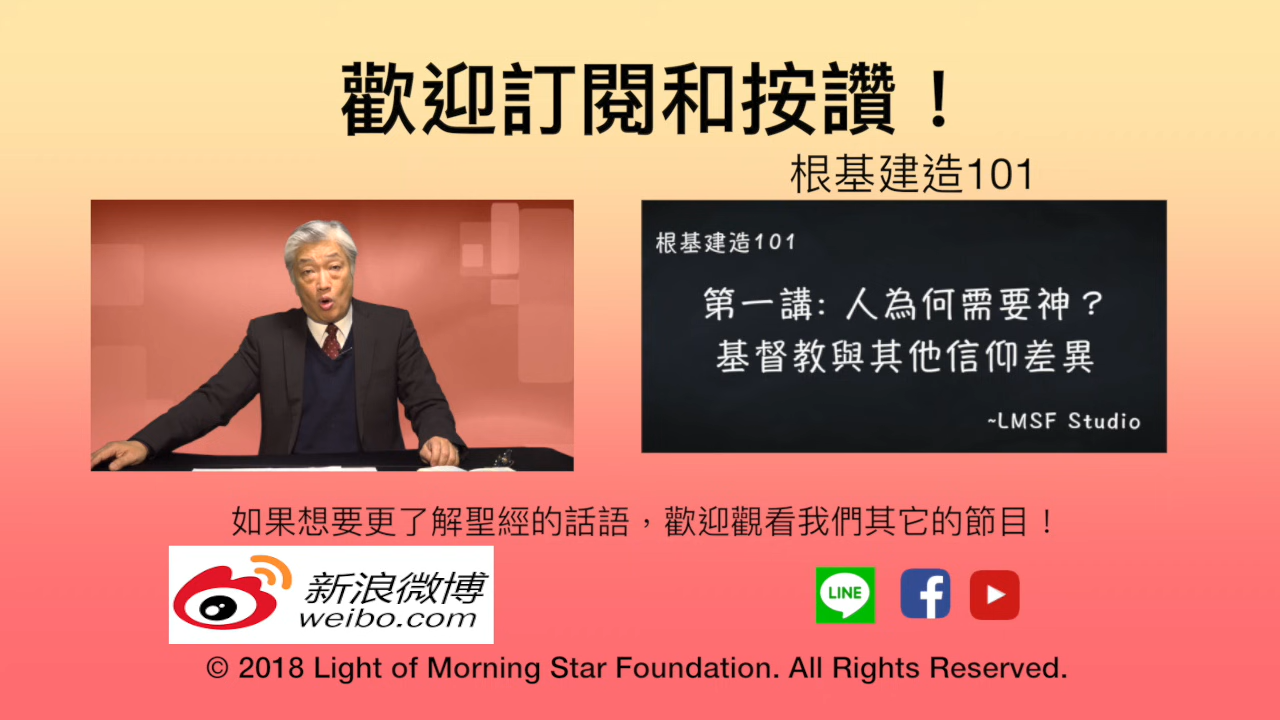 歡迎訂閱和按讚！
根基建造101
根基建造101
第一講: 人為何需要神？
基督教與其他信仰差異
~LMSF Studio
如果想要更了解聖經的話語，歡迎觀看我們其它的節目！
新浪微博
weibo.com
LINE
© 2018 Light of Morning Star Foundation. All Rights Reserved.